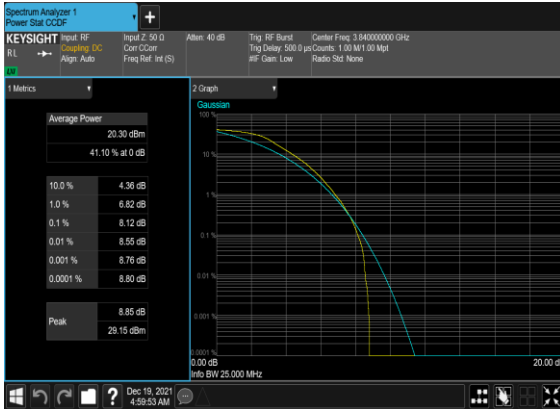 Spectrum Analyzer 1
Power Stat CCDF
+
KEYSIGHT
RL
Input: RF
Coupling: DC
Align: Auto
Input Z: 50 Ω
Corr CCorr
Freq Ref: Int (S)
Atten: 40 dB
Trig: RF Burst
Trig Delay: 500.0 µs
#IF Gain: Low
Center Freq: 3.840000000 GHz
Counts: 1.00 M/1.00 Mpt
Radio Std: None
1 Metrics
Average Power
20.30 dBm
41.10 % at 0 dB
10.0 % 4.36 dB
1.0 % 6.82 dB
0.1 % 8.12 dB
0.01 % 8.55 dB
0.001 % 8.76 dB
0.0001 % 8.80 dB
Peak
8.85 dB
29.15 dBm
2 Graph
Gaussian
100 %
10 %
1 %
0.1 %
0.01 %
0.001 %
0.0001 %
0.00 dB
20.00 d
Info BW 25.000 MHz
?
Dec 19, 2021
4:59:53 AM